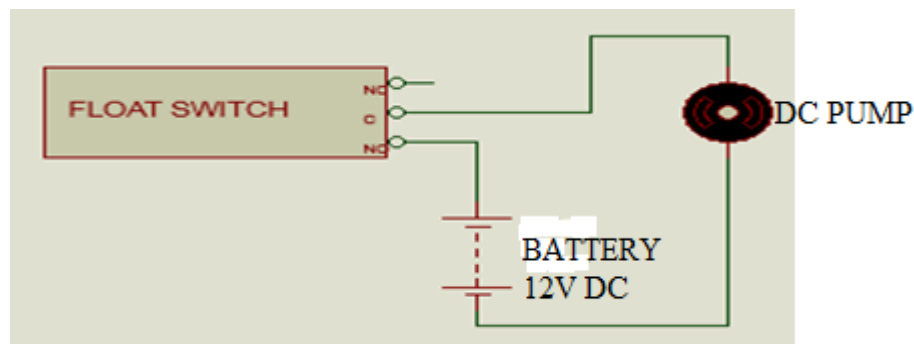 NC
FLOAT SWITCH
C
NO
DC PUMP
BATTERY
12V DC